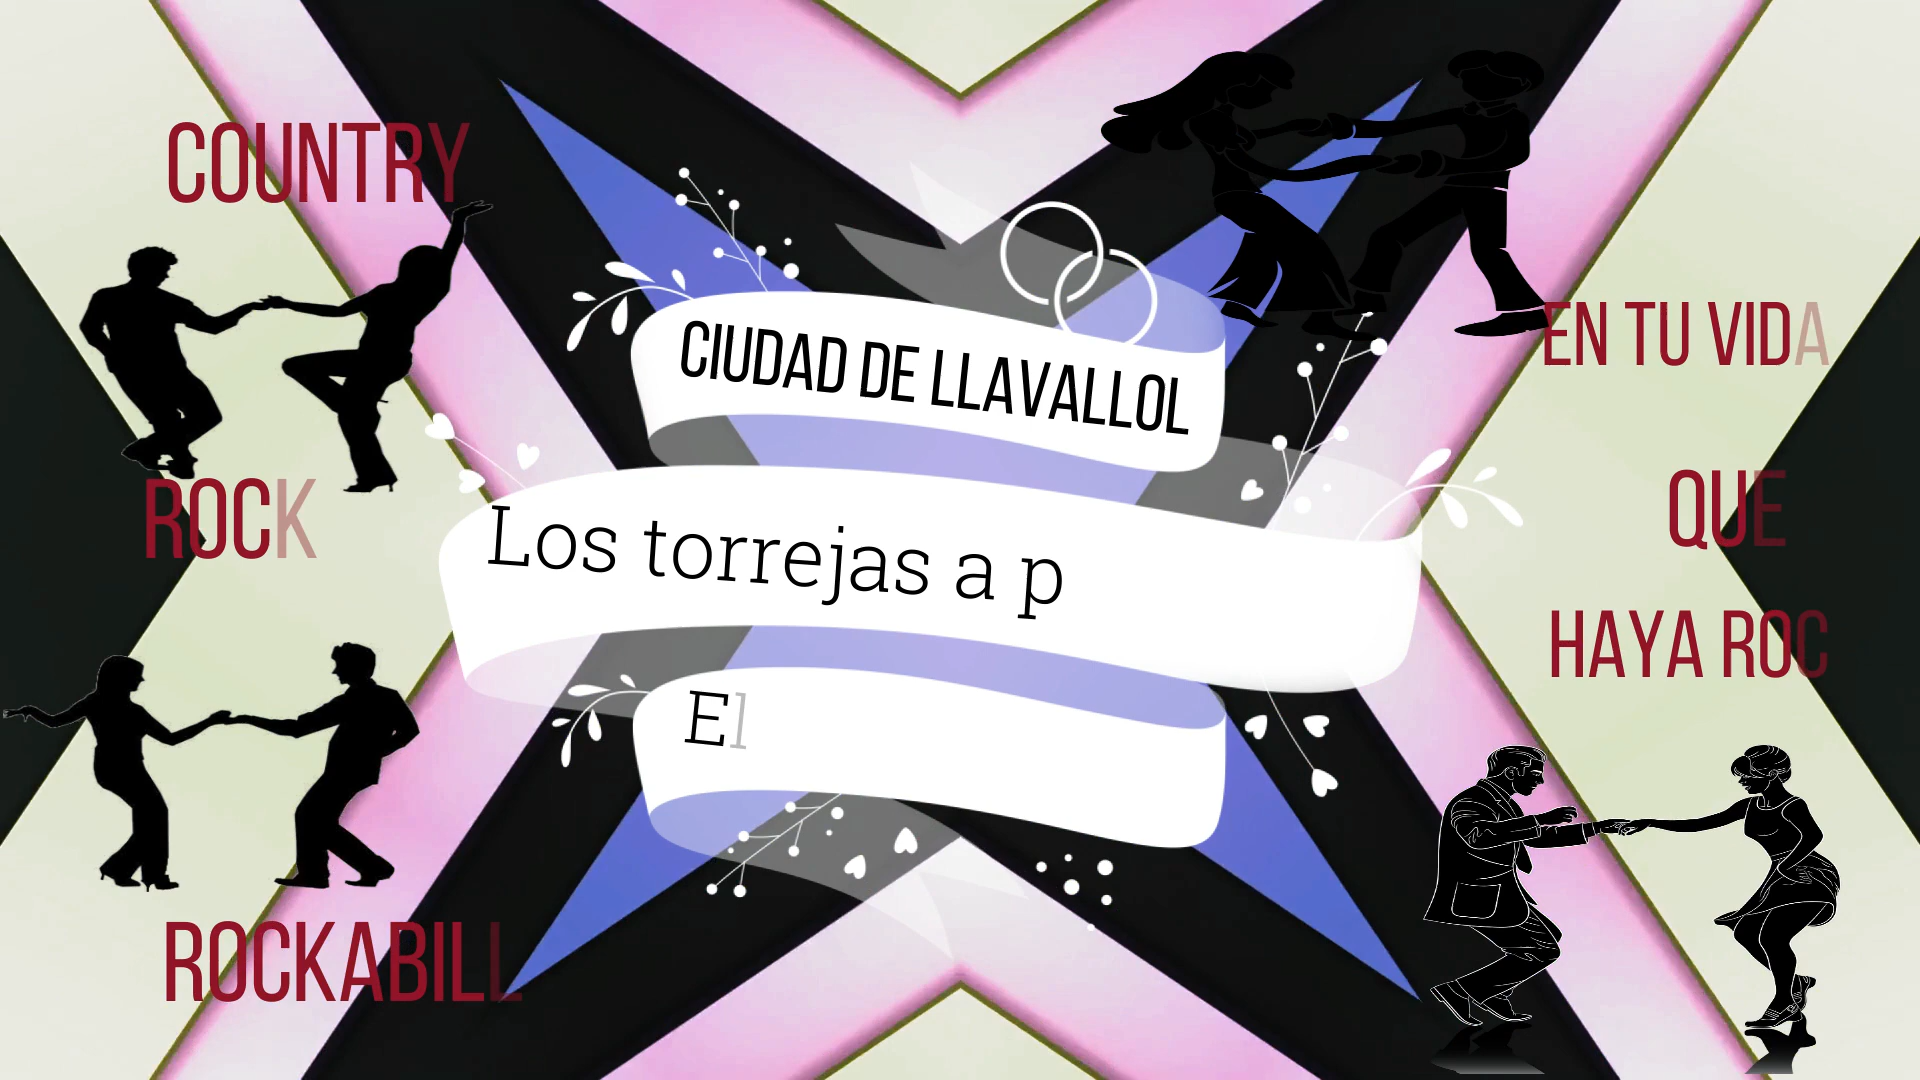 COUNTRY
ROCK
ROCKABILL
CIUDAD DE LLAVALLOL
Los torrejas a p
El
EN TU VIDA
QUE
HAYA ROC